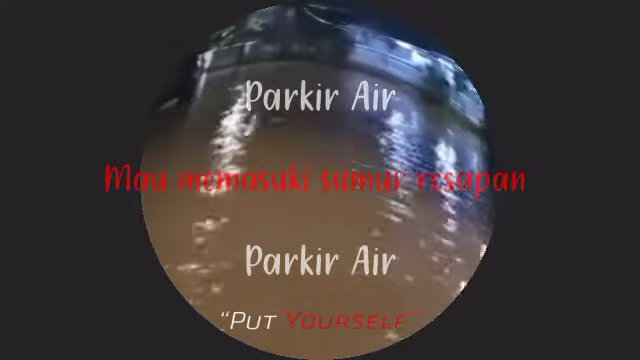 Parkir Air
Mau memasuki sumur resapan
Parkir Air
“PUT YOURSELF”